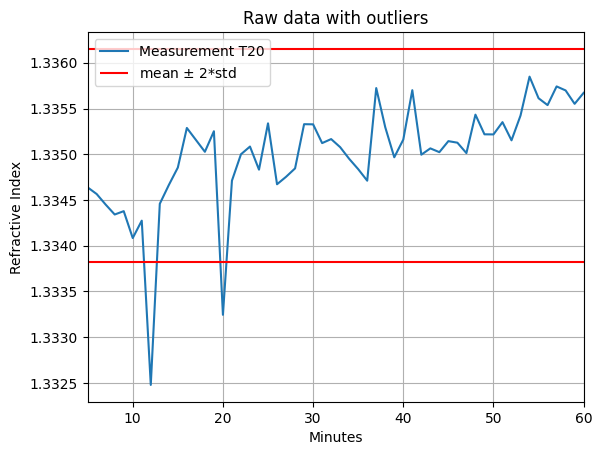 Raw data with outliers
Measurement T20
mean ± 2*std
Refractive Index
1.3360
1.3355
1.3350
1.3345
1.3340
1.3335
1.3330
1.3325
10 20 30 40 50 60
Minutes